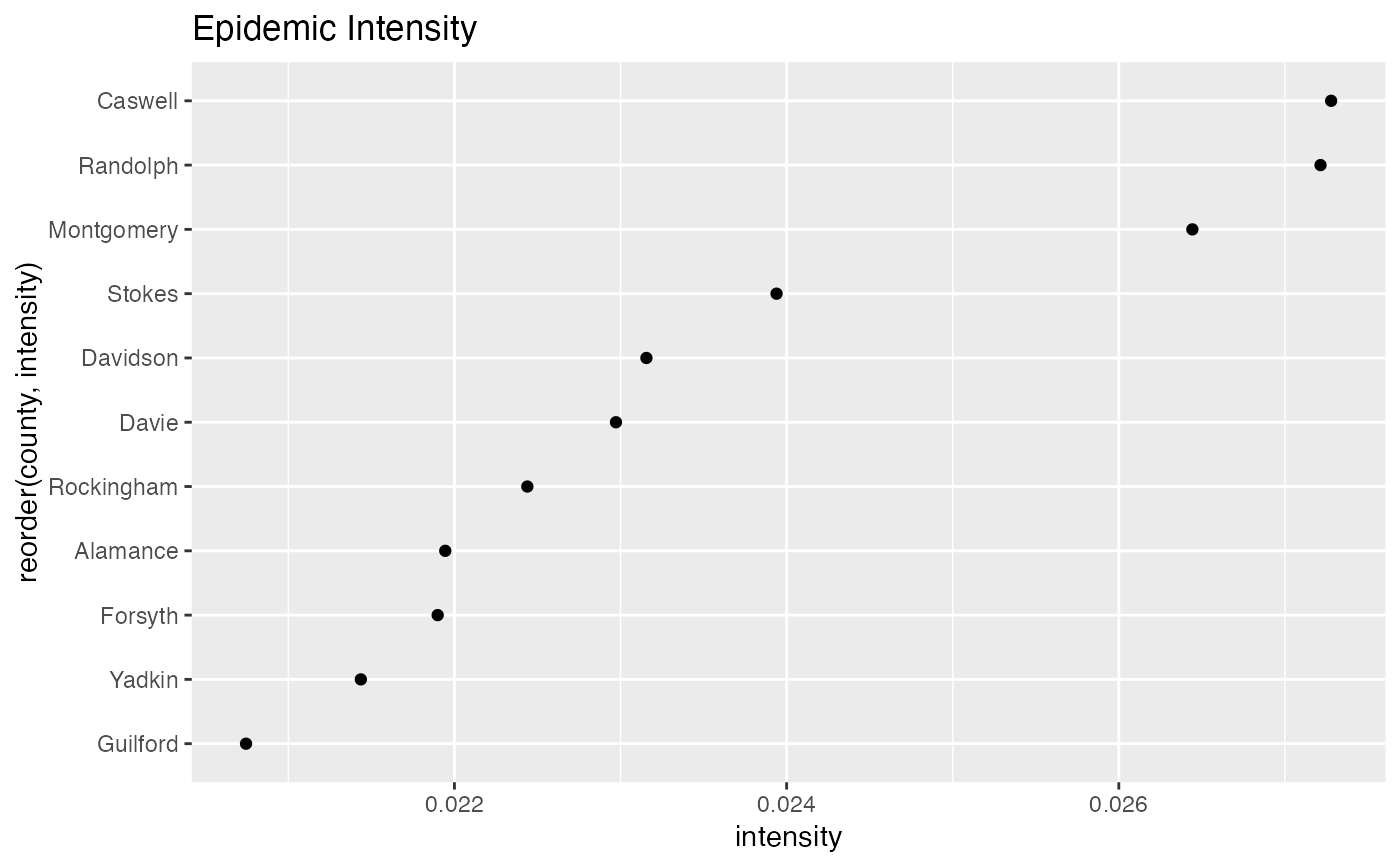 Epidemic Intensity
reorder(county, intensity)
Caswell
Randolph
Montgomery
Stokes
Davidson
Davie
Rockingham
Alamance
Forsyth
Yadkin
Guilford
0.022 0.024 0.026
intensity